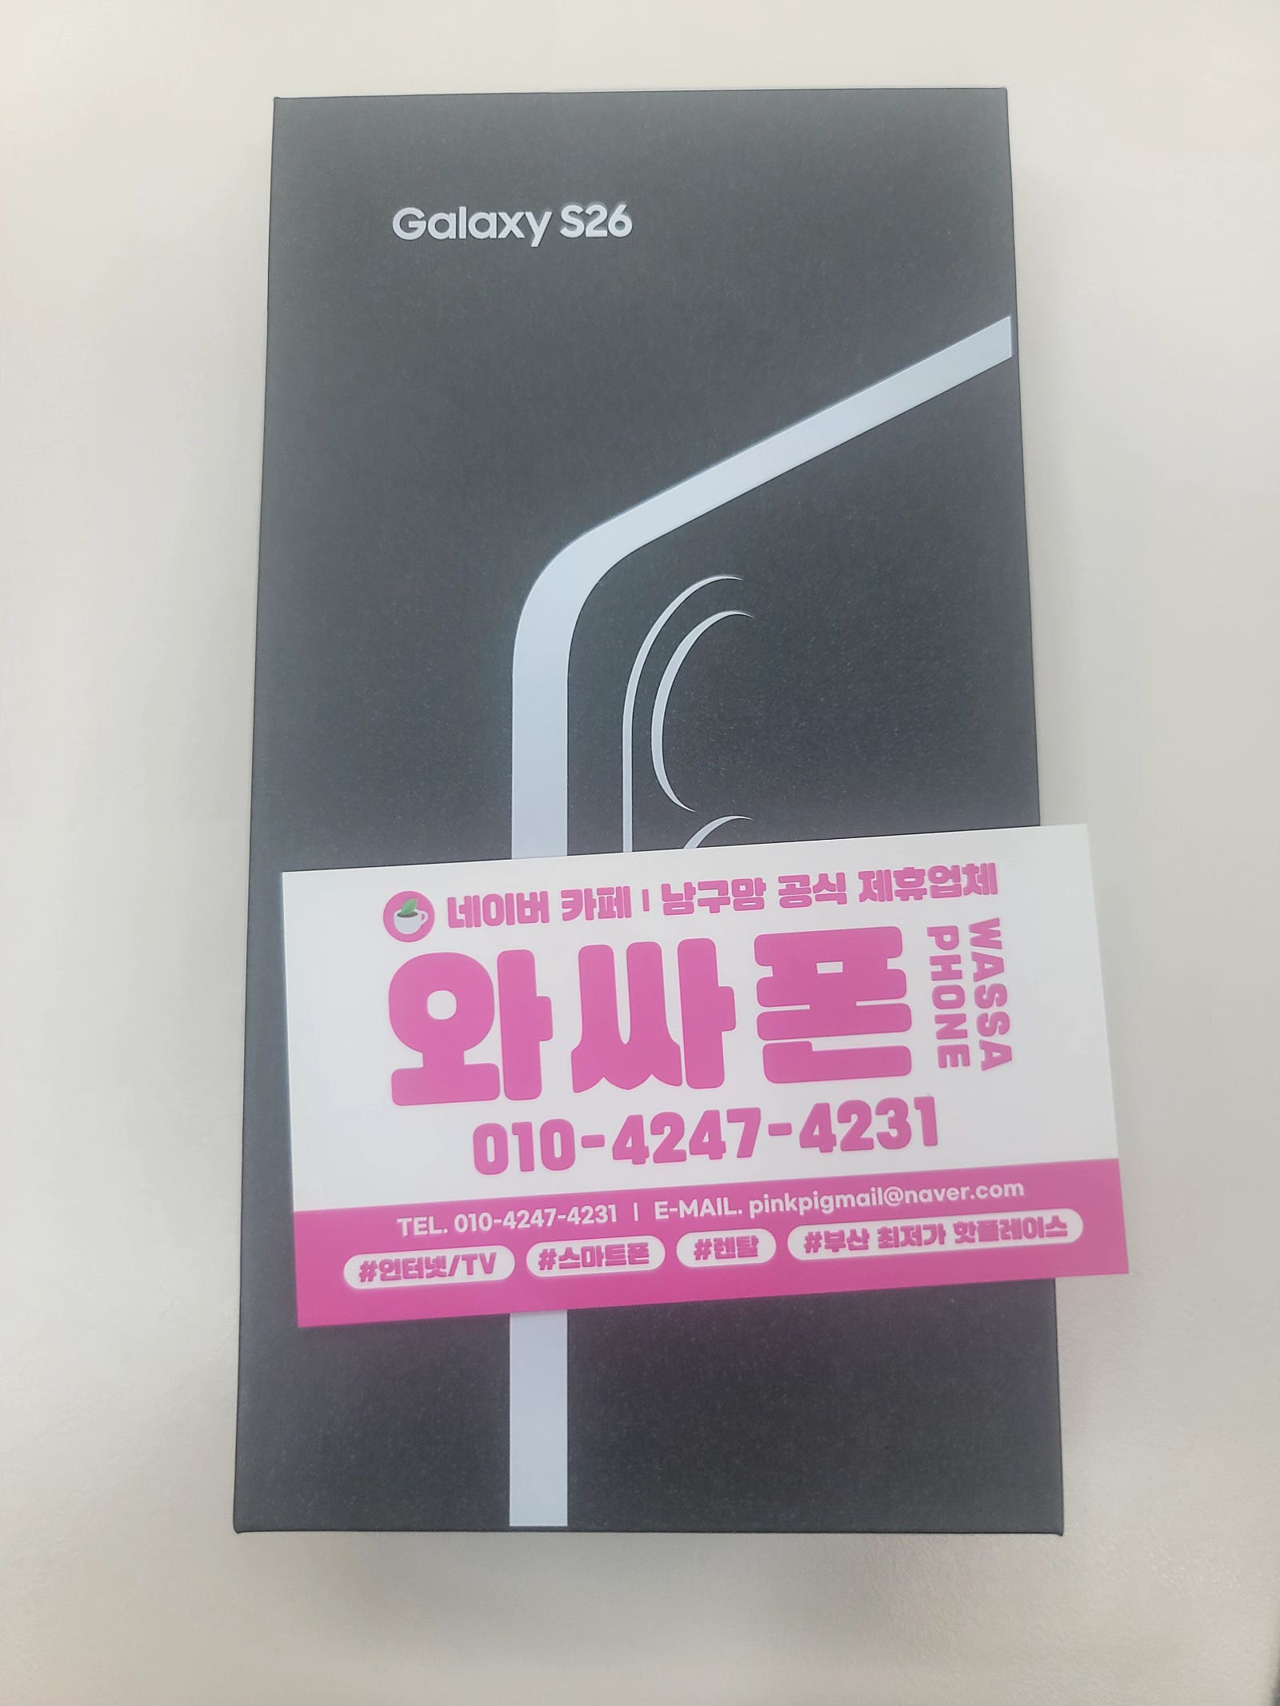 Galaxy S26
네이버 카페 | 남구맘 공식 제휴업체
와싸폰
WASSA
PHONE
010-4247-4231
TEL. 010-4247-4231 | E-MAIL. pinkpigmail@naver.com
#인터넷/TV #스마트폰 #렌탈 #부산 최저가 핫플레이스